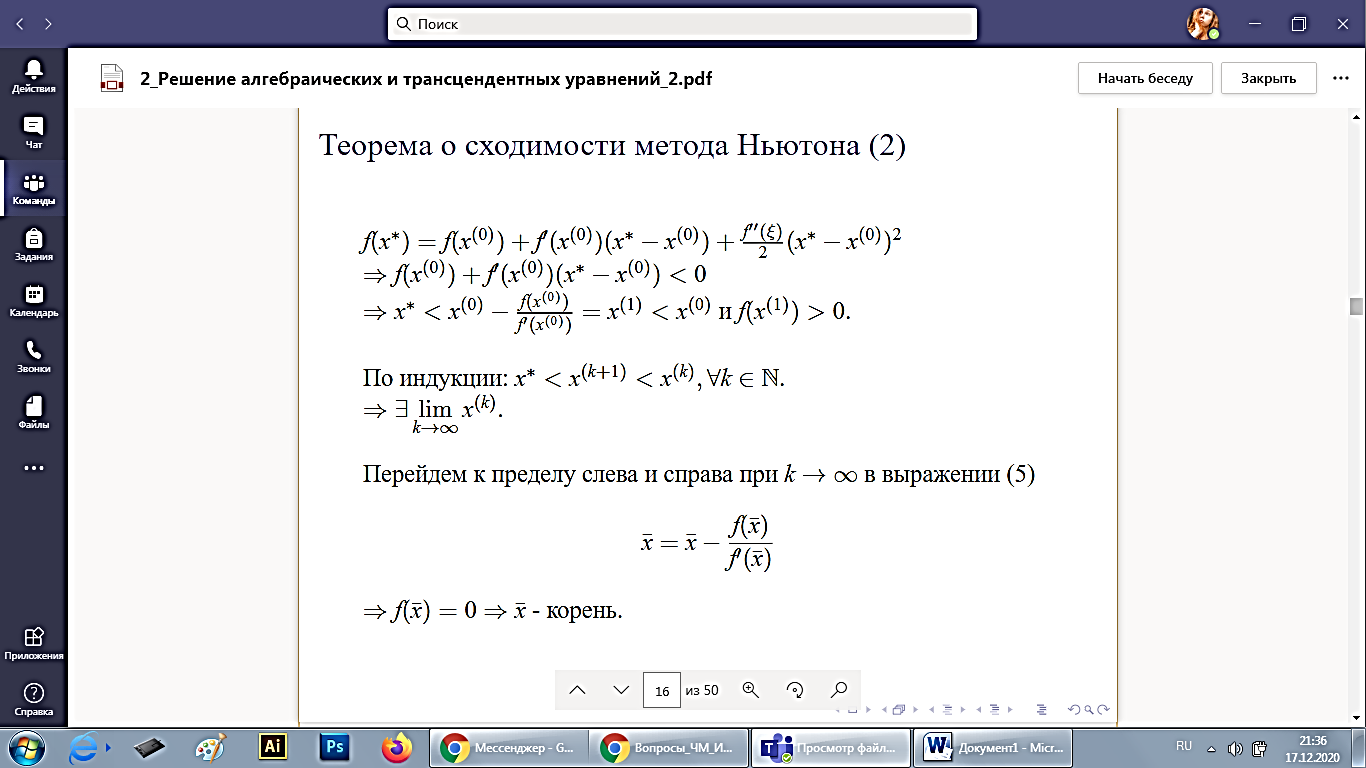 Поиск
2_Решение алгебраических и трансцендентных уравнений_2.pdf
Начать беседу
Закрыть
Действия
Чат
Команды
Задания
Календарь
Звонки
Файлы
Приложения
Справка
Теорема о сходимости метода Ньютона (2)
f(x*) = f(x⁽⁰⁾) + f′(x⁽⁰⁾)(x* − x⁽⁰⁾) + f″(ξ)/2 (x* − x⁽⁰⁾)²
⇒ f(x⁽⁰⁾) + f′(x⁽⁰⁾)(x* − x⁽⁰⁾) < 0
⇒ x* < x⁽⁰⁾ − f(x⁽⁰⁾)/f′(x⁽⁰⁾) = x⁽¹⁾ < x⁽⁰⁾ и f(x⁽¹⁾) > 0.
По индукции: x* < x⁽ᵏ⁺¹⁾ < x⁽ᵏ⁾, ∀k ∈ ℕ.
⇒ ∃ lim x⁽ᵏ⁾.
k→∞
Перейдем к пределу слева и справа при k → ∞ в выражении (5)
x̄ = x̄ − f(x̄)/f′(x̄)
⇒ f(x̄) = 0 ⇒ x̄ - корень.
16 из 50
Ai
Ps
Мессенджер - G...
Вопросы_ЧМ_И...
Просмотр файл...
Документ1 - Micr...
RU
21:36
17.12.2020